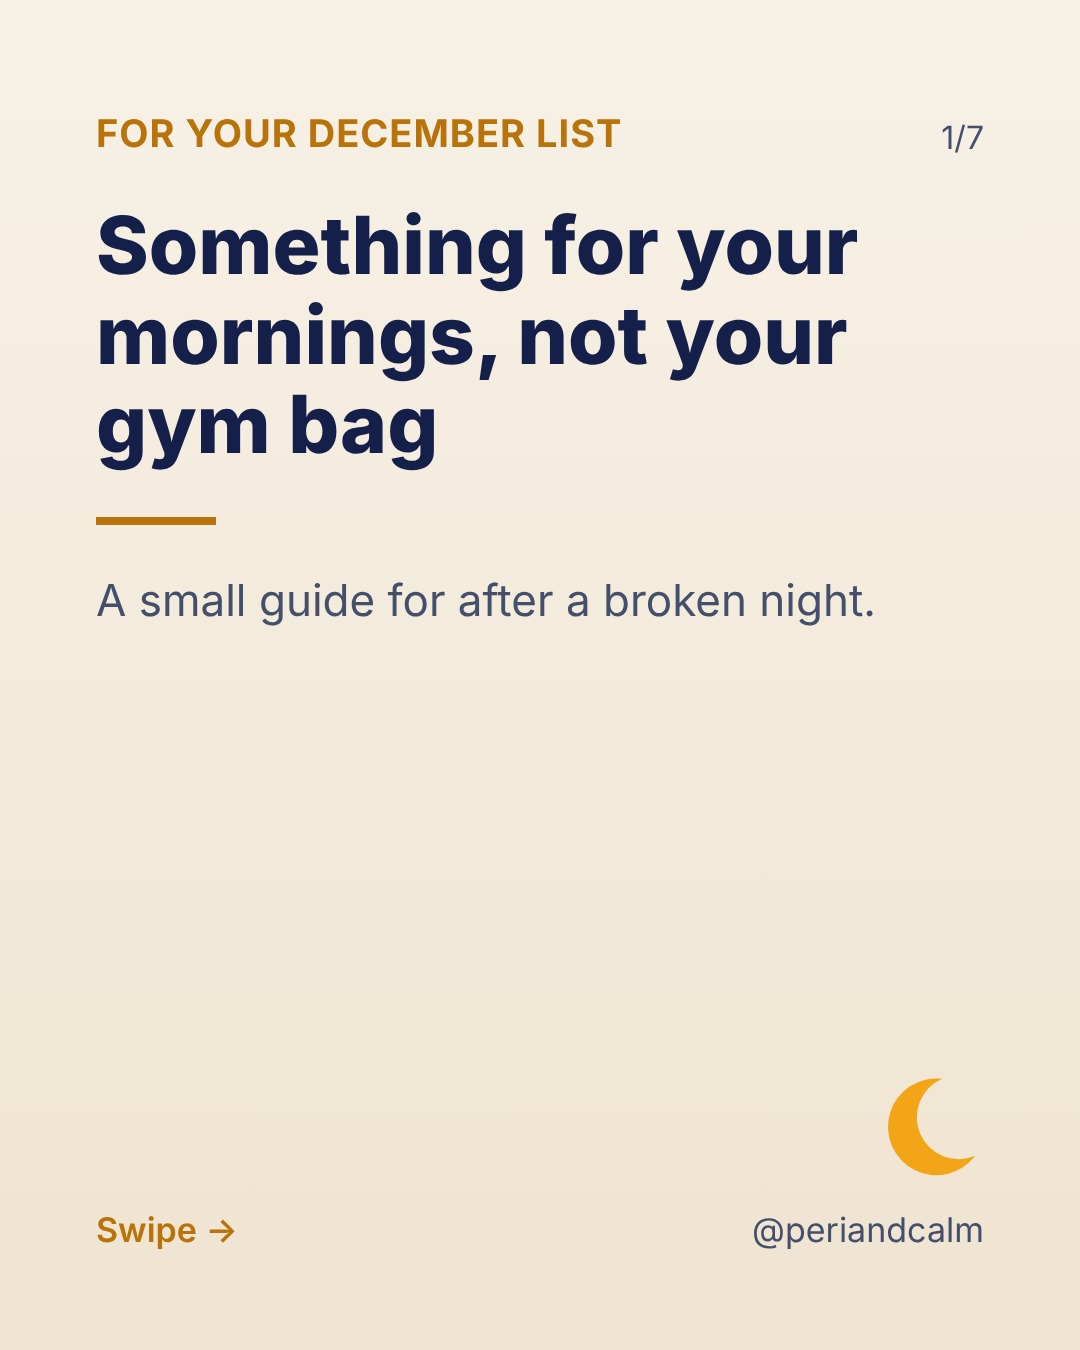 FOR YOUR DECEMBER LIST
1/7
Something for your
mornings, not your
gym bag
A small guide for after a broken night.
Swipe →
@periandcalm